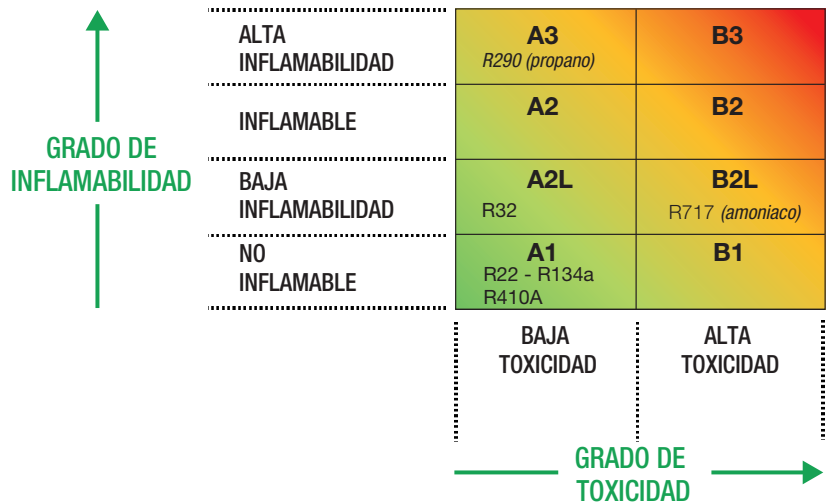 ALTA
INFLAMABILIDAD
A3
R290 (propano)
B3
INFLAMABLE
A2
B2
GRADO DE
INFLAMABILIDAD
BAJA
INFLAMABILIDAD
A2L
R32
B2L
R717 (amoniaco)
NO
INFLAMABLE
A1
R22 - R134a
R410A
B1
BAJA
TOXICIDAD
ALTA
TOXICIDAD
GRADO DE
TOXICIDAD